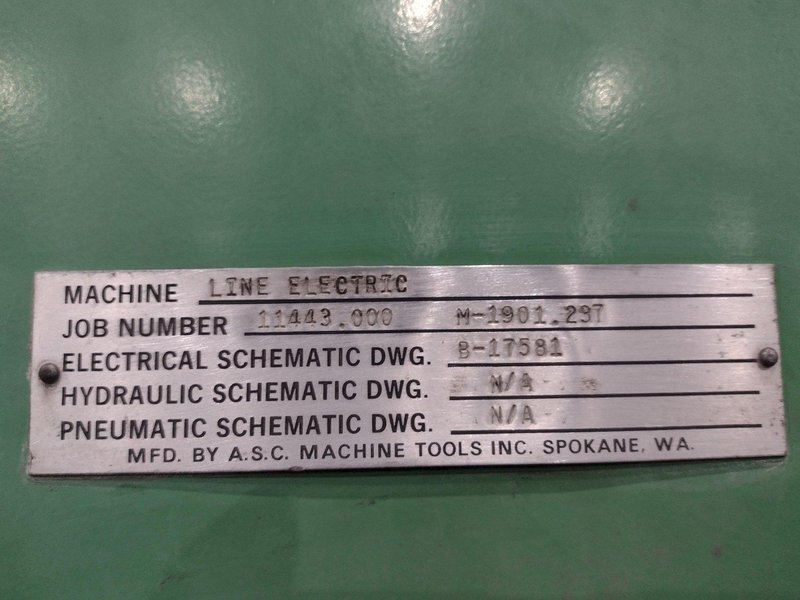 MACHINE LINE ELECTRIC
JOB NUMBER 11443.000 M-1901.297
ELECTRICAL SCHEMATIC DWG. B-17581
HYDRAULIC SCHEMATIC DWG. N/A
PNEUMATIC SCHEMATIC DWG. N/A
MFD. BY A.S.C. MACHINE TOOLS INC. SPOKANE, WA.